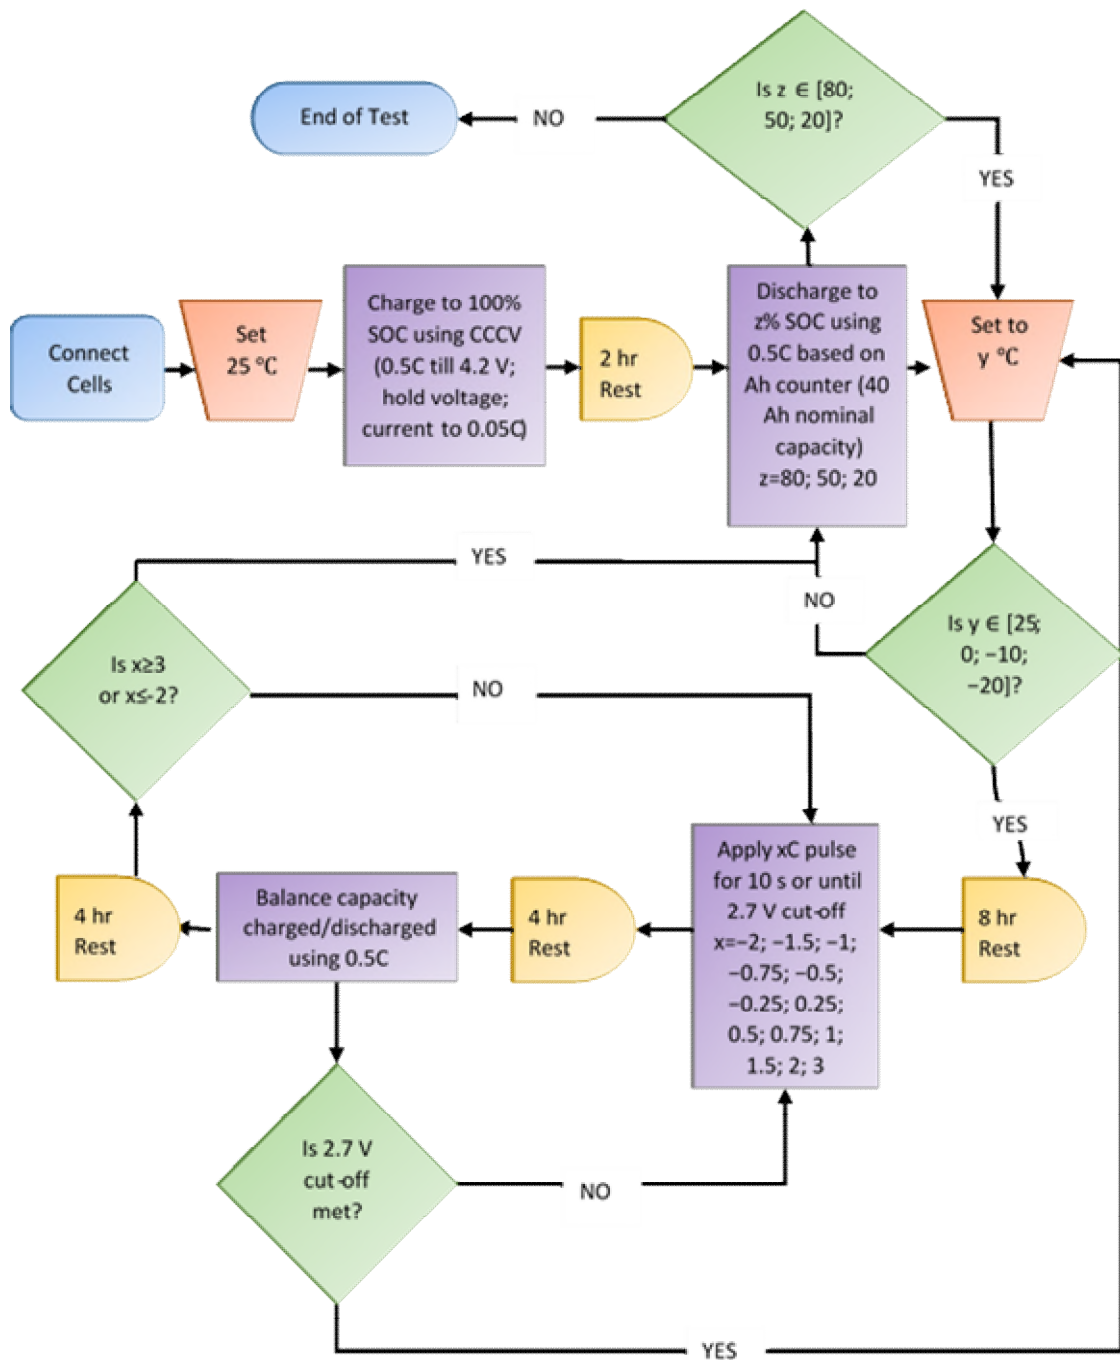 Is z ∈ [80;
50; 20]?
End of Test
NO
YES
Connect
Cells
Set
25 °C
Charge to 100%
SOC using CCCV
(0.5C till 4.2 V;
hold voltage;
current to 0.05C)
2 hr
Rest
Discharge to
z% SOC using
0.5C based on
Ah counter (40
Ah nominal
capacity)
z=80; 50; 20
Set to
y °C
YES
NO
Is y ∈ [25;
0; −10;
−20]?
Is x≥3
or x≤-2?
NO
YES
Apply xC pulse
for 10 s or until
2.7 V cut-off
x=−2; −1.5; −1;
−0.75; −0.5;
−0.25; 0.25;
0.5; 0.75; 1;
1.5; 2; 3
8 hr
Rest
4 hr
Rest
Balance capacity
charged/discharged
using 0.5C
4 hr
Rest
Is 2.7 V
cut-off
met?
NO
YES